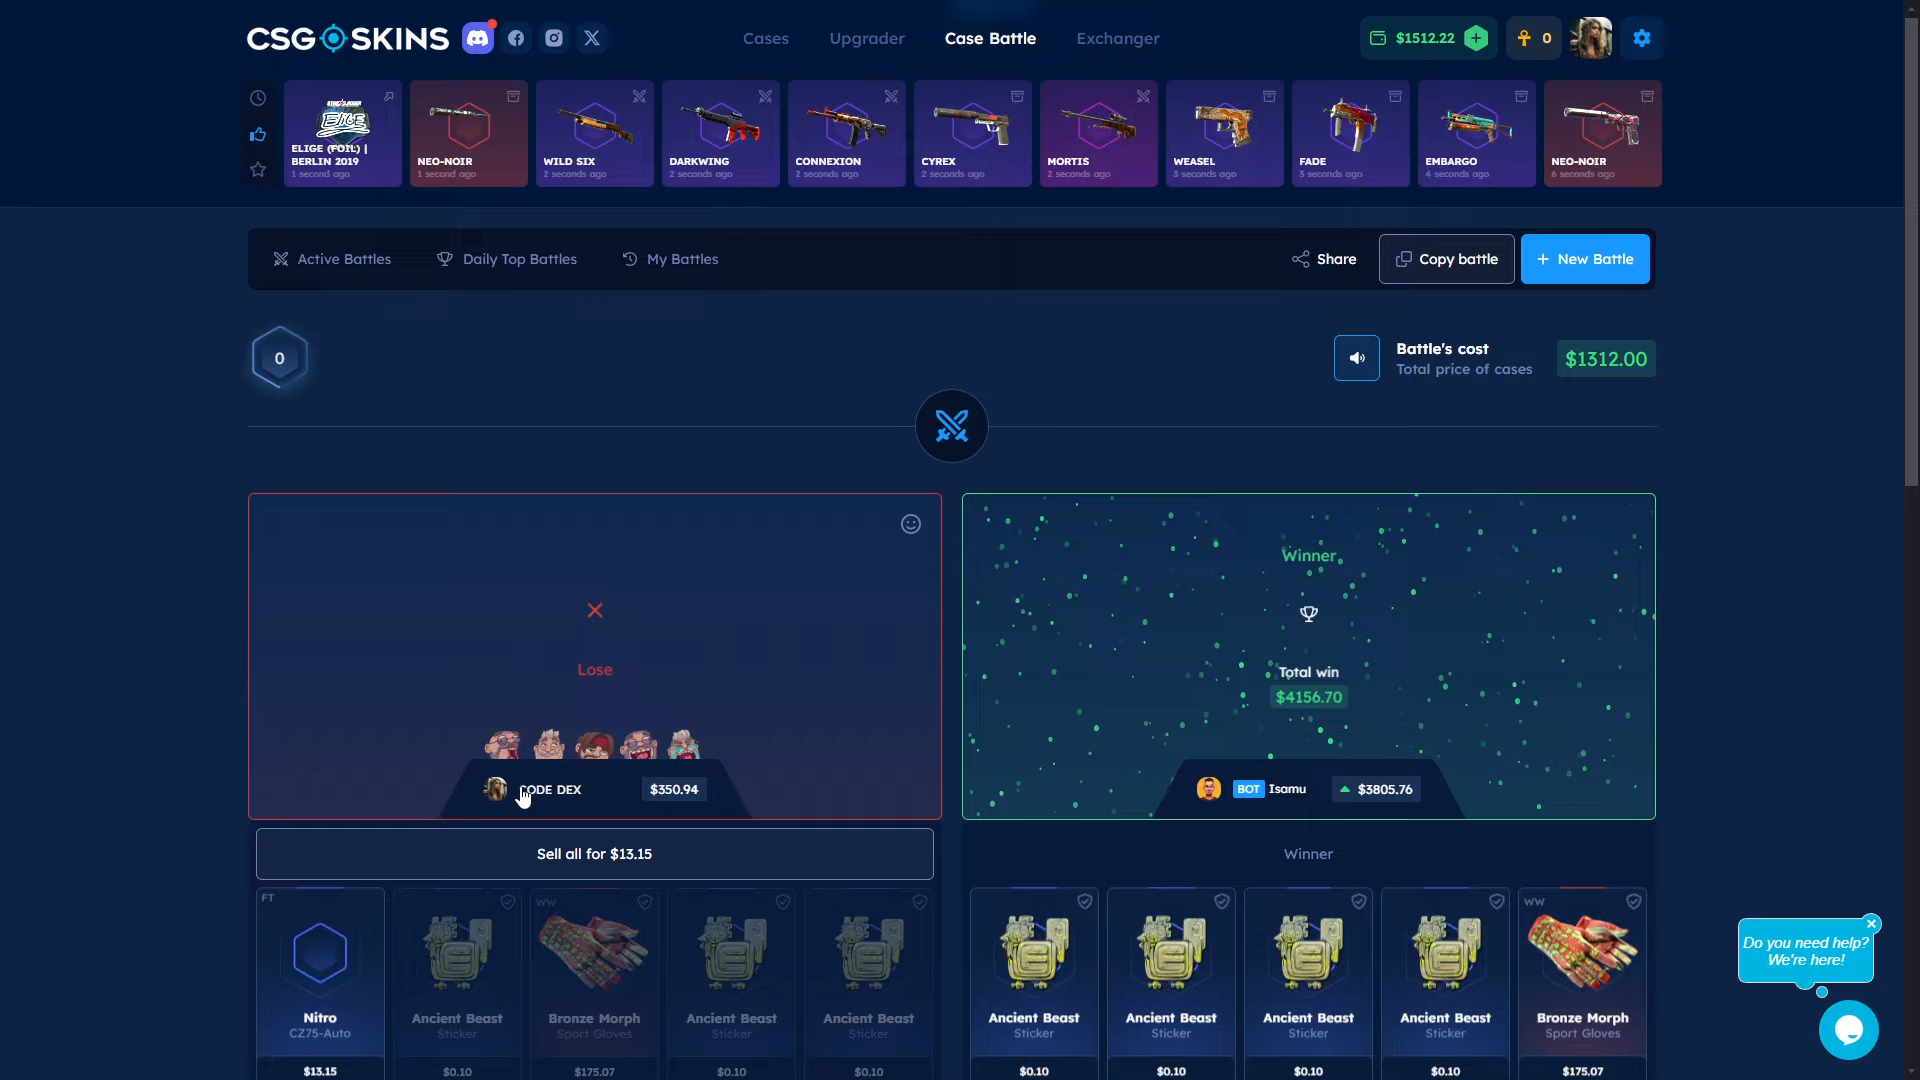 CSG SKINS
Cases
Upgrader
Case Battle
Exchanger
$1512.22
0
ELIGE (FOIL) |
BERLIN 2019
1 second ago
NEO-NOIR
1 second ago
WILD SIX
2 seconds ago
DARKWING
2 seconds ago
CONNEXION
2 seconds ago
CYREX
2 seconds ago
MORTIS
2 seconds ago
WEASEL
3 seconds ago
FADE
3 seconds ago
EMBARGO
4 seconds ago
NEO-NOIR
6 seconds ago
Active Battles
Daily Top Battles
My Battles
Share
Copy battle
+ New Battle
0
Battle's cost
Total price of cases
$1312.00
Lose
CODE DEX
$350.94
Winner
Total win
$4156.70
BOT Isamu
$3805.76
Sell all for $13.15
Winner
FT
Nitro
CZ75-Auto
$13.15
Ancient Beast
Sticker
$0.10
WW
Bronze Morph
Sport Gloves
$175.07
Ancient Beast
Sticker
$0.10
Ancient Beast
Sticker
$0.10
Ancient Beast
Sticker
$0.10
Ancient Beast
Sticker
$0.10
Ancient Beast
Sticker
$0.10
Ancient Beast
Sticker
$0.10
WW
Bronze Morph
Sport Gloves
$175.07
Do you need help?
We're here!